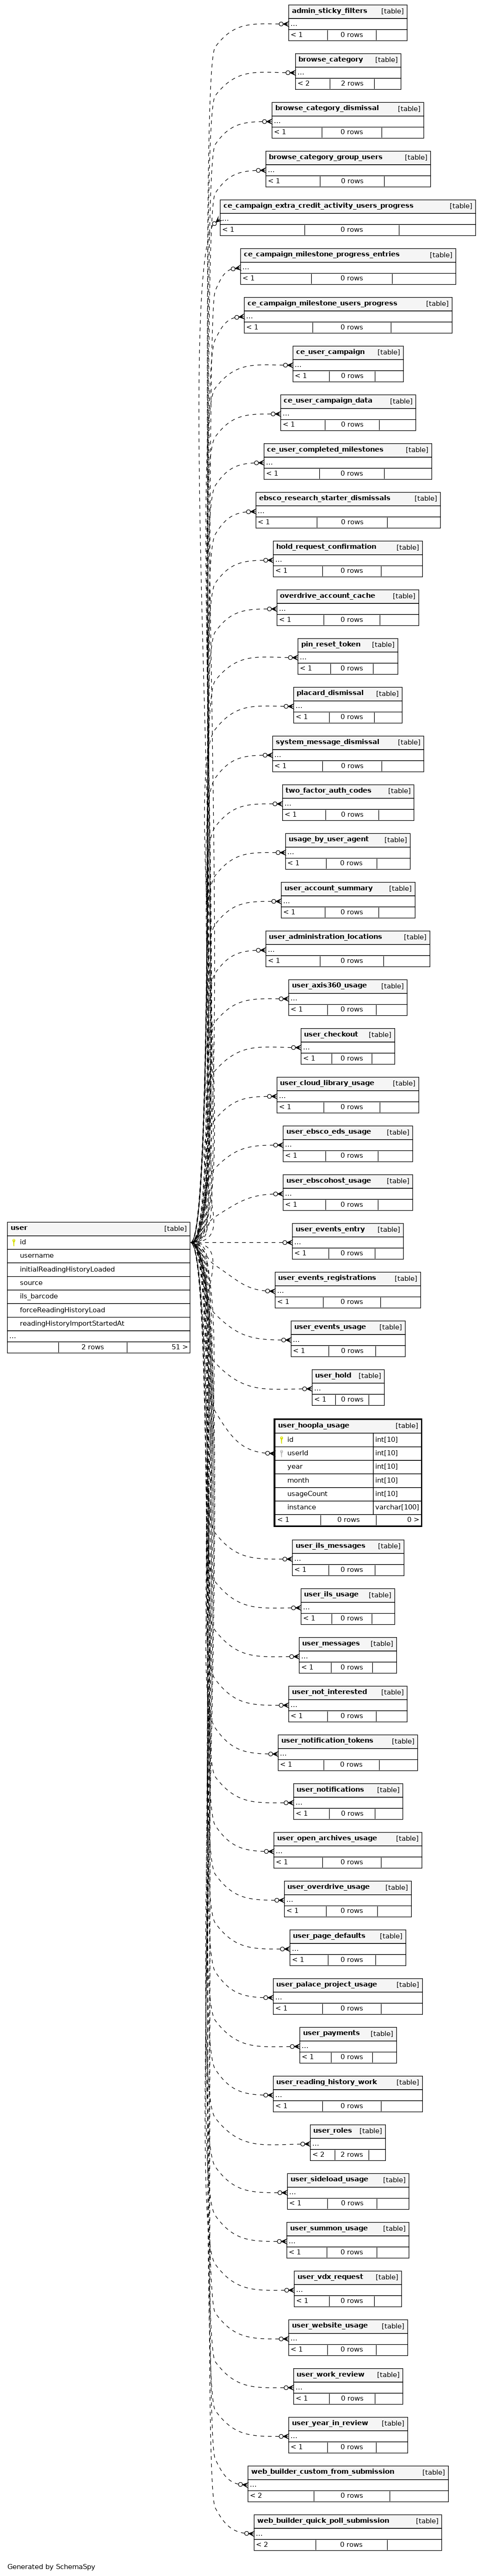 admin_sticky_filters [table]
...
< 1 0 rows
browse_category [table]
...
< 2 2 rows
browse_category_dismissal [table]
...
< 1 0 rows
browse_category_group_users [table]
...
< 1 0 rows
ce_campaign_extra_credit_activity_users_progress [table]
...
< 1 0 rows
ce_campaign_milestone_progress_entries [table]
...
< 1 0 rows
ce_campaign_milestone_users_progress [table]
...
< 1 0 rows
ce_user_campaign [table]
...
< 1 0 rows
ce_user_campaign_data [table]
...
< 1 0 rows
ce_user_completed_milestones [table]
...
< 1 0 rows
ebsco_research_starter_dismissals [table]
...
< 1 0 rows
hold_request_confirmation [table]
...
< 1 0 rows
overdrive_account_cache [table]
...
< 1 0 rows
pin_reset_token [table]
...
< 1 0 rows
placard_dismissal [table]
...
< 1 0 rows
system_message_dismissal [table]
...
< 1 0 rows
two_factor_auth_codes [table]
...
< 1 0 rows
usage_by_user_agent [table]
...
< 1 0 rows
user_account_summary [table]
...
< 1 0 rows
user_administration_locations [table]
...
< 1 0 rows
user_axis360_usage [table]
...
< 1 0 rows
user_checkout [table]
...
< 1 0 rows
user_cloud_library_usage [table]
...
< 1 0 rows
user_ebsco_eds_usage [table]
...
< 1 0 rows
user_ebscohost_usage [table]
...
< 1 0 rows
user [table]
id
username
initialReadingHistoryLoaded
source
ils_barcode
forceReadingHistoryLoad
readingHistoryImportStartedAt
...
2 rows 51 >
user_events_entry [table]
...
< 1 0 rows
user_events_registrations [table]
...
< 1 0 rows
user_events_usage [table]
...
< 1 0 rows
user_hold [table]
...
< 1 0 rows
user_hoopla_usage [table]
id int[10]
userId int[10]
year int[10]
month int[10]
usageCount int[10]
instance varchar[100]
< 1 0 rows 0 >
user_ils_messages [table]
...
< 1 0 rows
user_ils_usage [table]
...
< 1 0 rows
user_messages [table]
...
< 1 0 rows
user_not_interested [table]
...
< 1 0 rows
user_notification_tokens [table]
...
< 1 0 rows
user_notifications [table]
...
< 1 0 rows
user_open_archives_usage [table]
...
< 1 0 rows
user_overdrive_usage [table]
...
< 1 0 rows
user_page_defaults [table]
...
< 1 0 rows
user_palace_project_usage [table]
...
< 1 0 rows
user_payments [table]
...
< 1 0 rows
user_reading_history_work [table]
...
< 1 0 rows
user_roles [table]
...
< 2 2 rows
user_sideload_usage [table]
...
< 1 0 rows
user_summon_usage [table]
...
< 1 0 rows
user_vdx_request [table]
...
< 1 0 rows
user_website_usage [table]
...
< 1 0 rows
user_work_review [table]
...
< 1 0 rows
user_year_in_review [table]
...
< 1 0 rows
web_builder_custom_from_submission [table]
...
< 2 0 rows
web_builder_quick_poll_submission [table]
...
< 2 0 rows
Generated by SchemaSpy